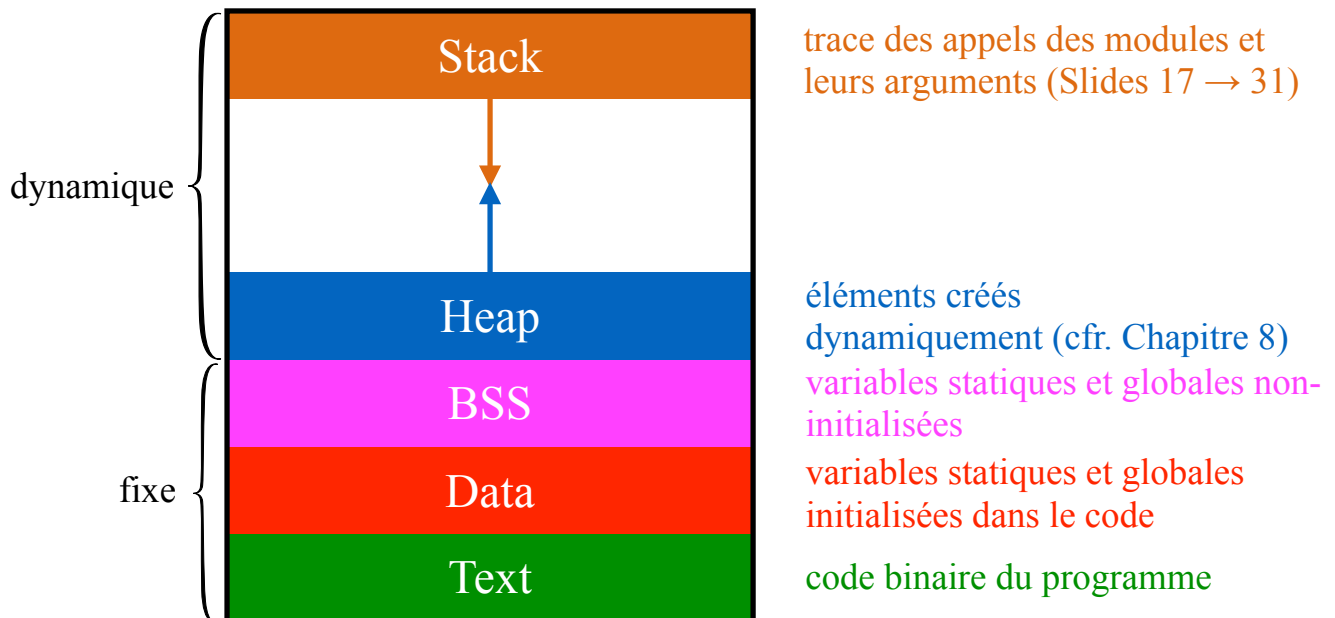 Stack
trace des appels des modules et
leurs arguments (Slides 17 → 31)
dynamique
Heap
éléments créés
dynamiquement (cfr. Chapitre 8)
BSS
variables statiques et globales non-
initialisées
fixe
Data
variables statiques et globales
initialisées dans le code
Text
code binaire du programme